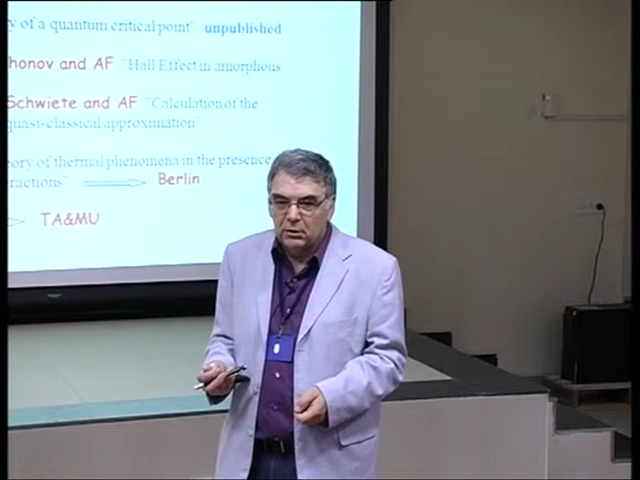 y of a quantum critical point" unpublished
honov and AF "Hall Effect in amorphous
Schwiete and AF "Calculation of the
quasi-classical approximation"
ory of thermal phenomena in the presence
ractions" Berlin
TA&MU